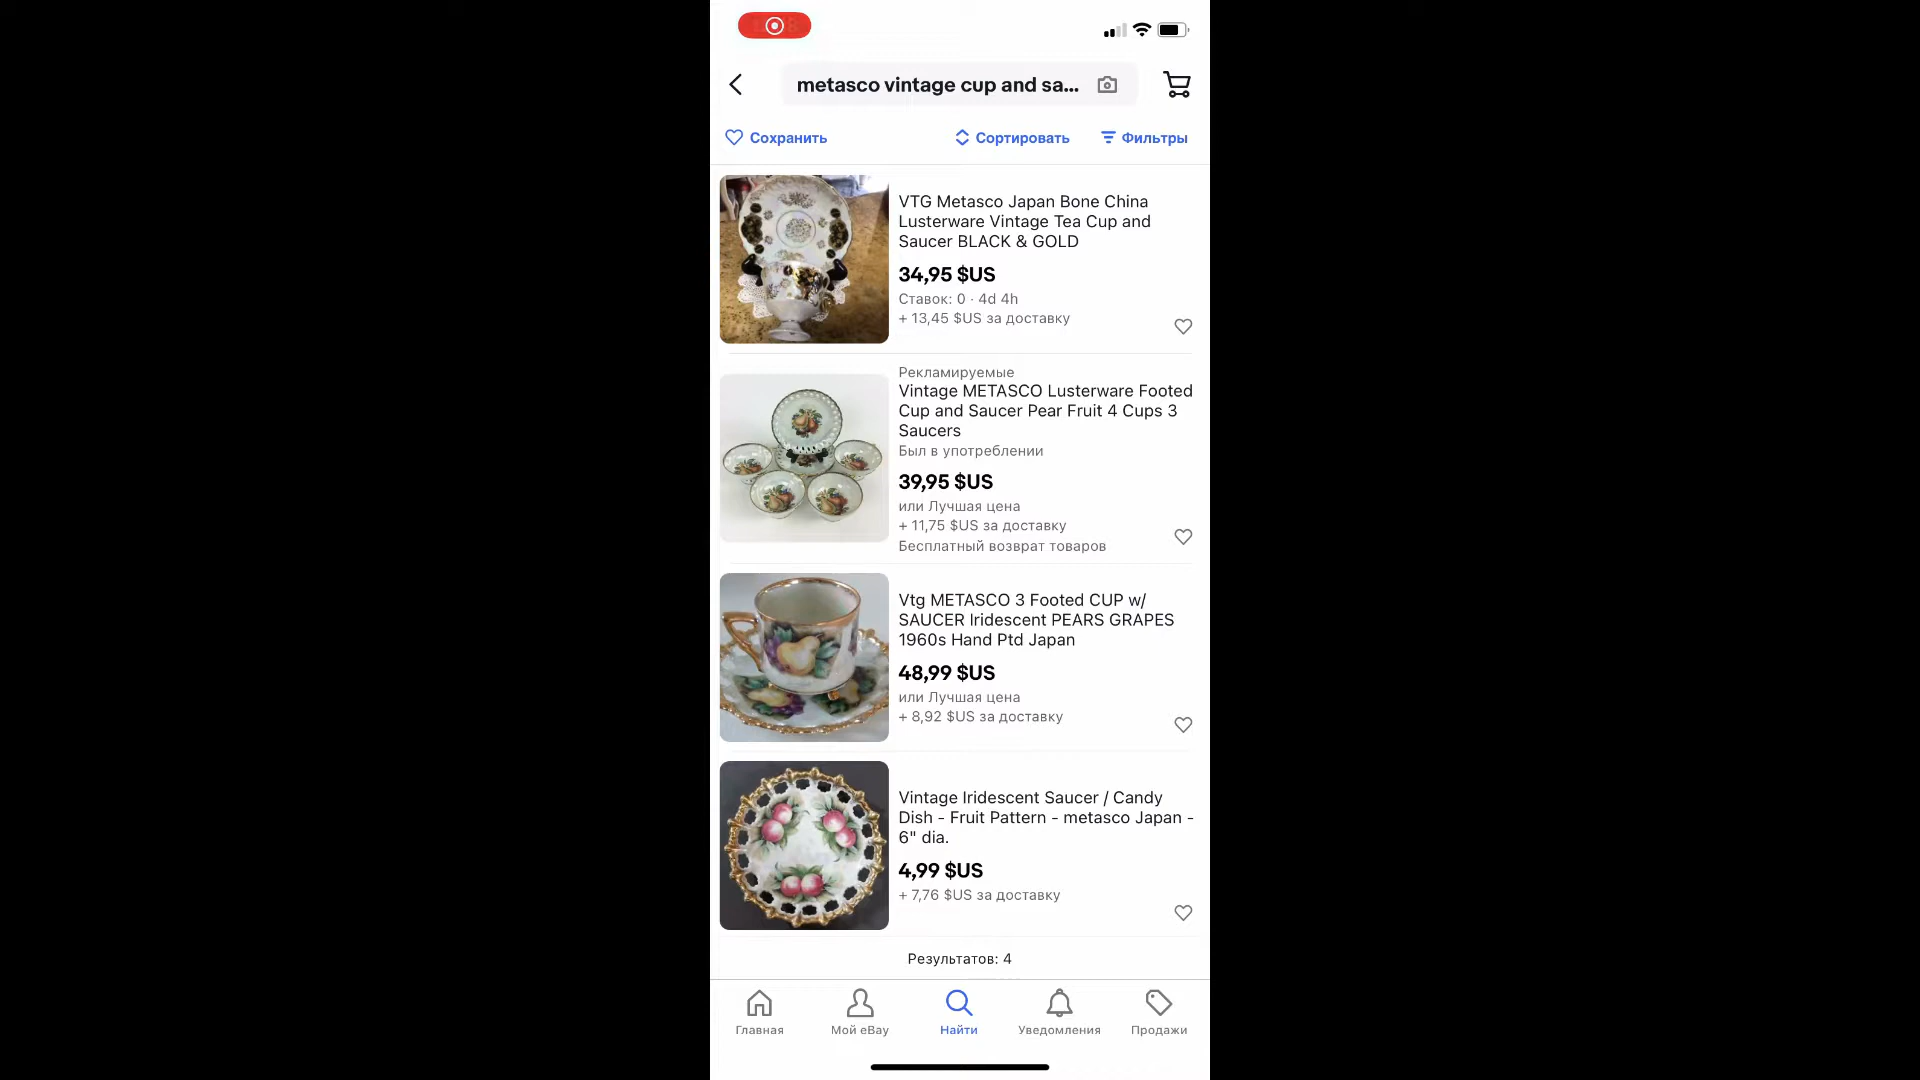 metasco vintage cup and sa...
Сохранить
Сортировать
Фильтры
VTG Metasco Japan Bone China
Lusterware Vintage Tea Cup and
Saucer BLACK & GOLD
34,95 $US
Ставок: 0 · 4d 4h
+ 13,45 $US за доставку
Рекламируемые
Vintage METASCO Lusterware Footed
Cup and Saucer Pear Fruit 4 Cups 3
Saucers
Был в употреблении
39,95 $US
или Лучшая цена
+ 11,75 $US за доставку
Бесплатный возврат товаров
Vtg METASCO 3 Footed CUP w/
SAUCER Iridescent PEARS GRAPES
1960s Hand Ptd Japan
48,99 $US
или Лучшая цена
+ 8,92 $US за доставку
Vintage Iridescent Saucer / Candy
Dish - Fruit Pattern - metasco Japan -
6" dia.
4,99 $US
+ 7,76 $US за доставку
Результатов: 4
Главная
Мой eBay
Найти
Уведомления
Продажи